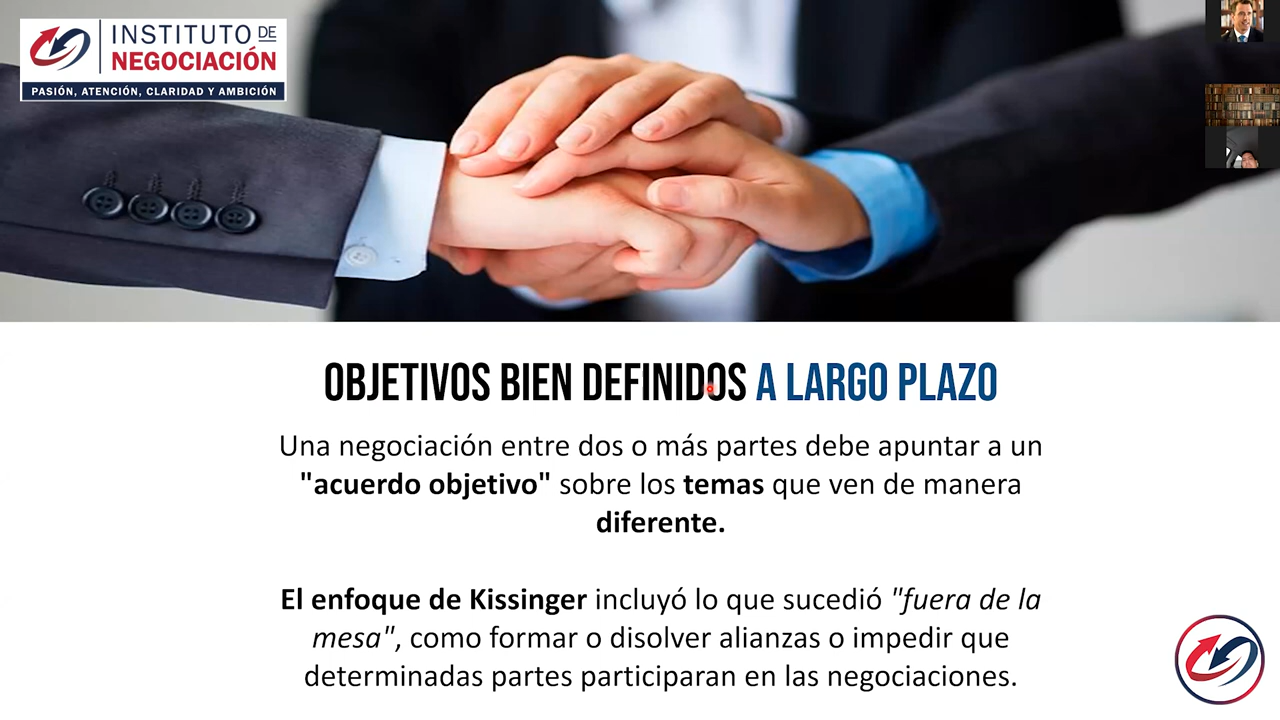 INSTITUTO DE
NEGOCIACIÓN
PASIÓN, ATENCIÓN, CLARIDAD Y AMBICIÓN
OBJETIVOS BIEN DEFINIDOS A LARGO PLAZO
Una negociación entre dos o más partes debe apuntar a un
"acuerdo objetivo" sobre los temas que ven de manera
diferente.
El enfoque de Kissinger incluyó lo que sucedió "fuera de la
mesa", como formar o disolver alianzas o impedir que
determinadas partes participaran en las negociaciones.